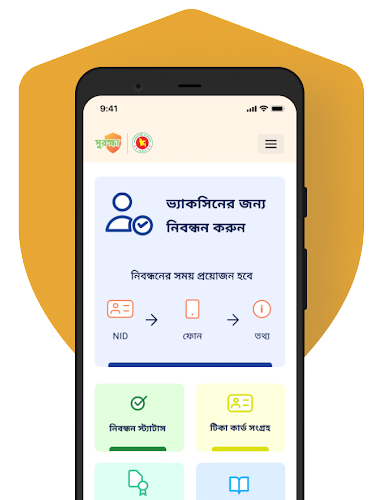 9:41
সুরক্ষা
ভ্যাকসিনের জন্য
নিবন্ধন করুন
নিবন্ধনের সময় প্রয়োজন হবে
NID
ফোন
তথ্য
নিবন্ধন স্ট্যাটাস
টিকা কার্ড সংগ্রহ